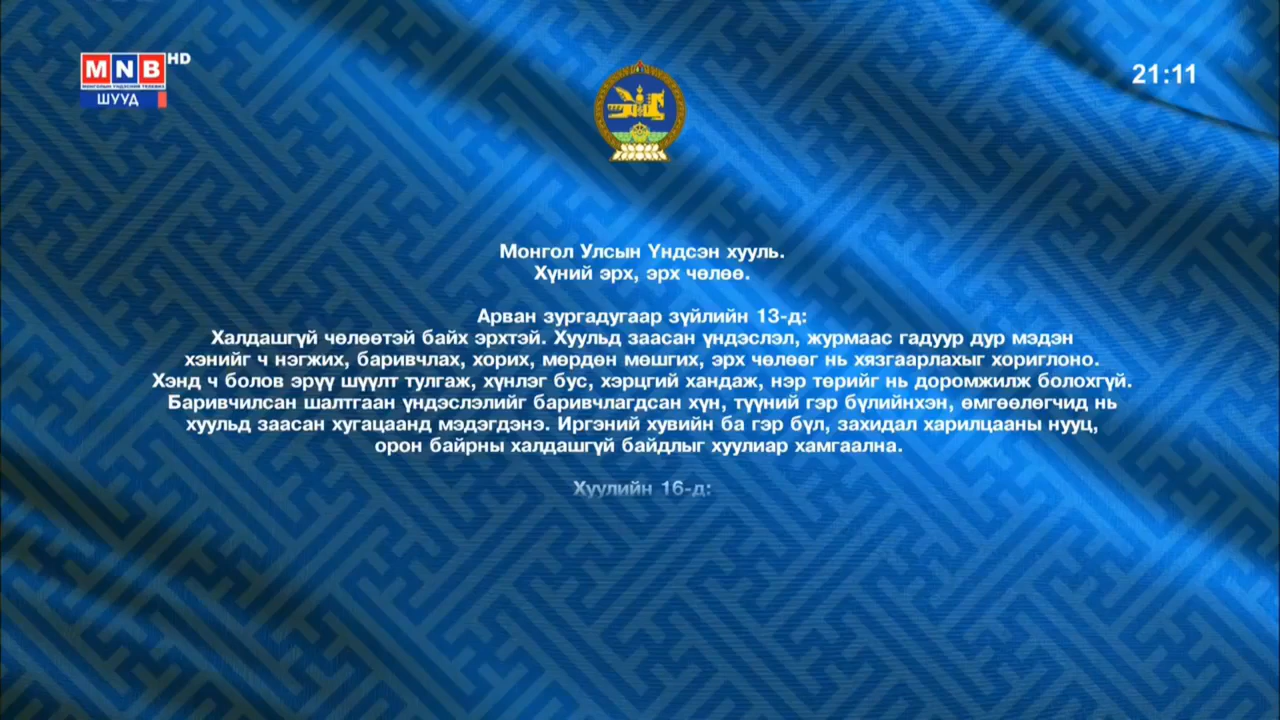 MNB HD
МОНГОЛЫН ҮНДЭСНИЙ ТЕЛЕВИЗ
ШУУД
21:11
Монгол Улсын Үндсэн хууль.
Хүний эрх, эрх чөлөө.
Арван зургадугаар зүйлийн 13-д:
Халдашгүй чөлөөтэй байх эрхтэй. Хуульд заасан үндэслэл, журмаас гадуур дур мэдэн
хэнийг ч нэгжих, баривчлах, хорих, мөрдөн мөшгих, эрх чөлөөг нь хязгаарлахыг хориглоно.
Хэнд ч болов эрүү шүүлт тулгаж, хүнлэг бус, хэрцгий хандаж, нэр төрийг нь доромжилж болохгүй.
Баривчилсан шалтгаан үндэслэлийг баривчлагдсан хүн, түүний гэр бүлийнхэн, өмгөөлөгчид нь
хуульд заасан хугацаанд мэдэгдэнэ. Иргэний хувийн ба гэр бүл, захидал харилцааны нууц,
орон байрны халдашгүй байдлыг хуулиар хамгаална.
Хуулийн 16-д: